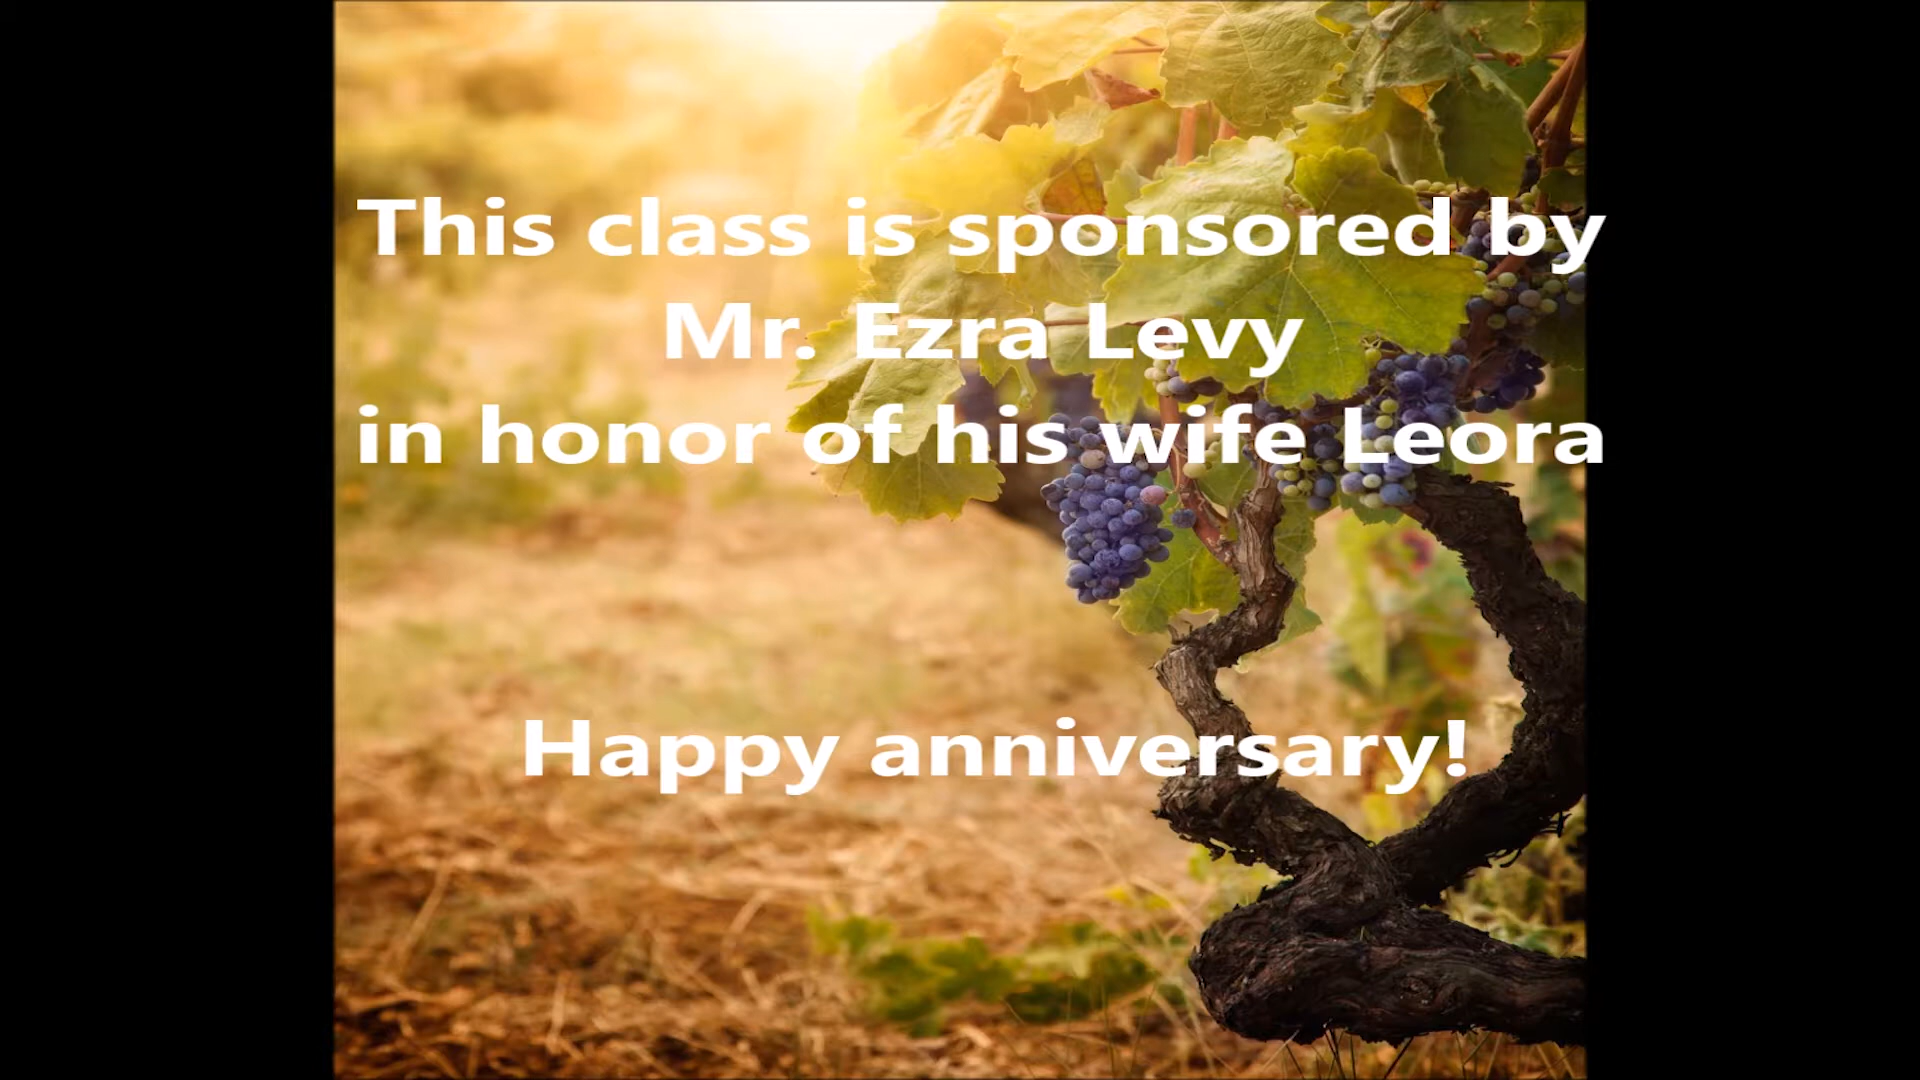 This class is sponsored by
Mr. Ezra Levy
in honor of his wife Leora
Happy anniversary!